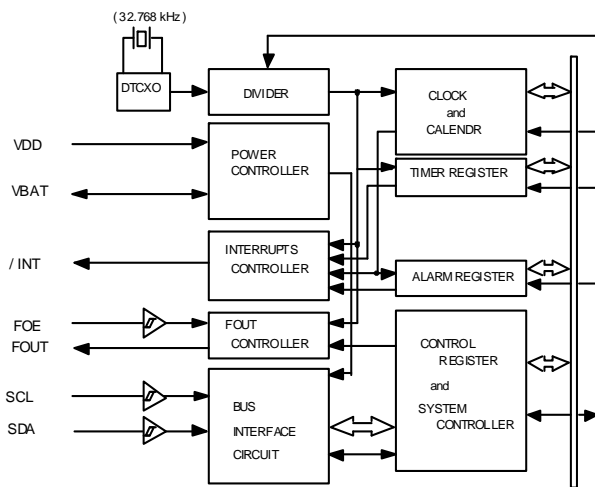 (32.768 kHz)
DTCXO
DIVIDER
CLOCK
and
CALENDR
VDD
POWER
CONTROLLER
TIMER REGISTER
VBAT
/ INT
INTERRUPTS
CONTROLLER
ALARM REGISTER
FOE
FOUT
FOUT
CONTROLLER
CONTROL
REGISTER
and
SYSTEM
CONTROLLER
SCL
SDA
BUS
INTERFACE
CIRCUIT